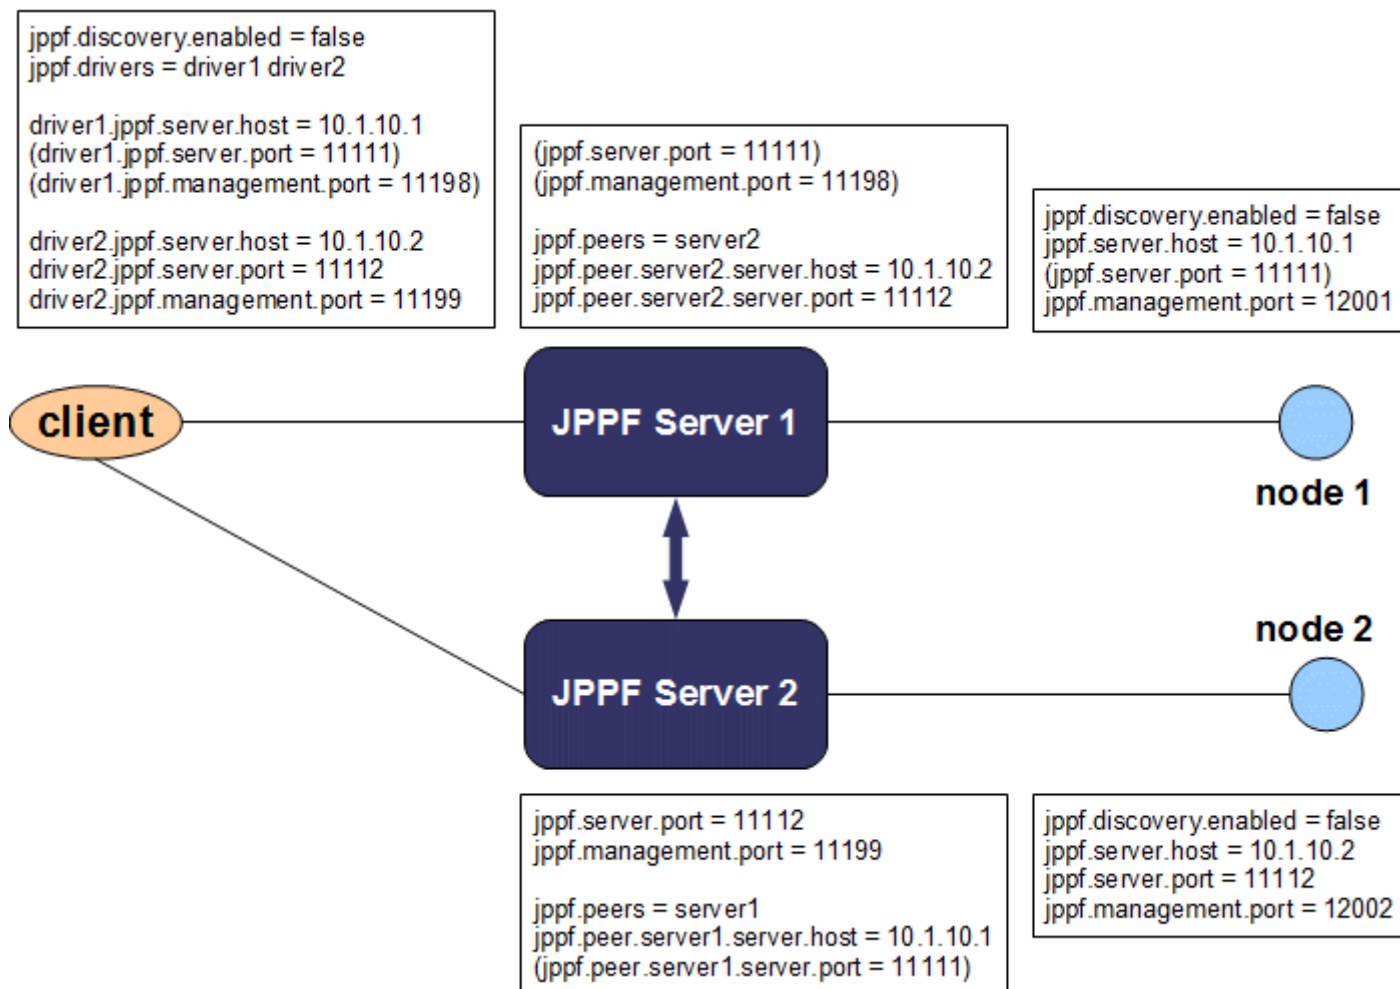 jppf.discovery.enabled = false
jppf.drivers = driver1 driver2
driver1.jppf.server.host = 10.1.10.1
(driver1.jppf.server.port = 11111)
(driver1.jppf.management.port = 11198)
driver2.jppf.server.host = 10.1.10.2
driver2.jppf.server.port = 11112
driver2.jppf.management.port = 11199
(jppf.server.port = 11111)
(jppf.management.port = 11198)
jppf.peers = server2
jppf.peer.server2.server.host = 10.1.10.2
jppf.peer.server2.server.port = 11112
jppf.discovery.enabled = false
jppf.server.host = 10.1.10.1
(jppf.server.port = 11111)
jppf.management.port = 12001
client
JPPF Server 1
node 1
JPPF Server 2
node 2
jppf.server.port = 11112
jppf.management.port = 11199
jppf.peers = server1
jppf.peer.server1.server.host = 10.1.10.1
(jppf.peer.server1.server.port = 11111)
jppf.discovery.enabled = false
jppf.server.host = 10.1.10.2
jppf.server.port = 11112
jppf.management.port = 12002